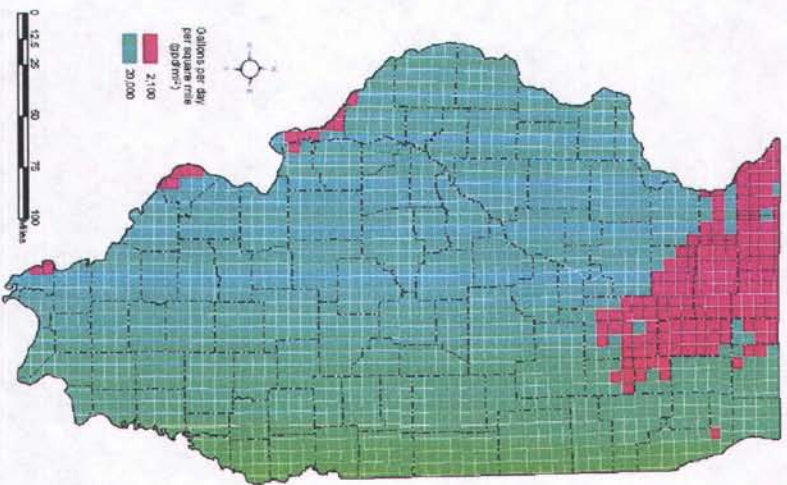 Gallons per day
per square mile
(gpd/mi²)
2,100
20,000
0 12.5 25 50 75 100
Miles